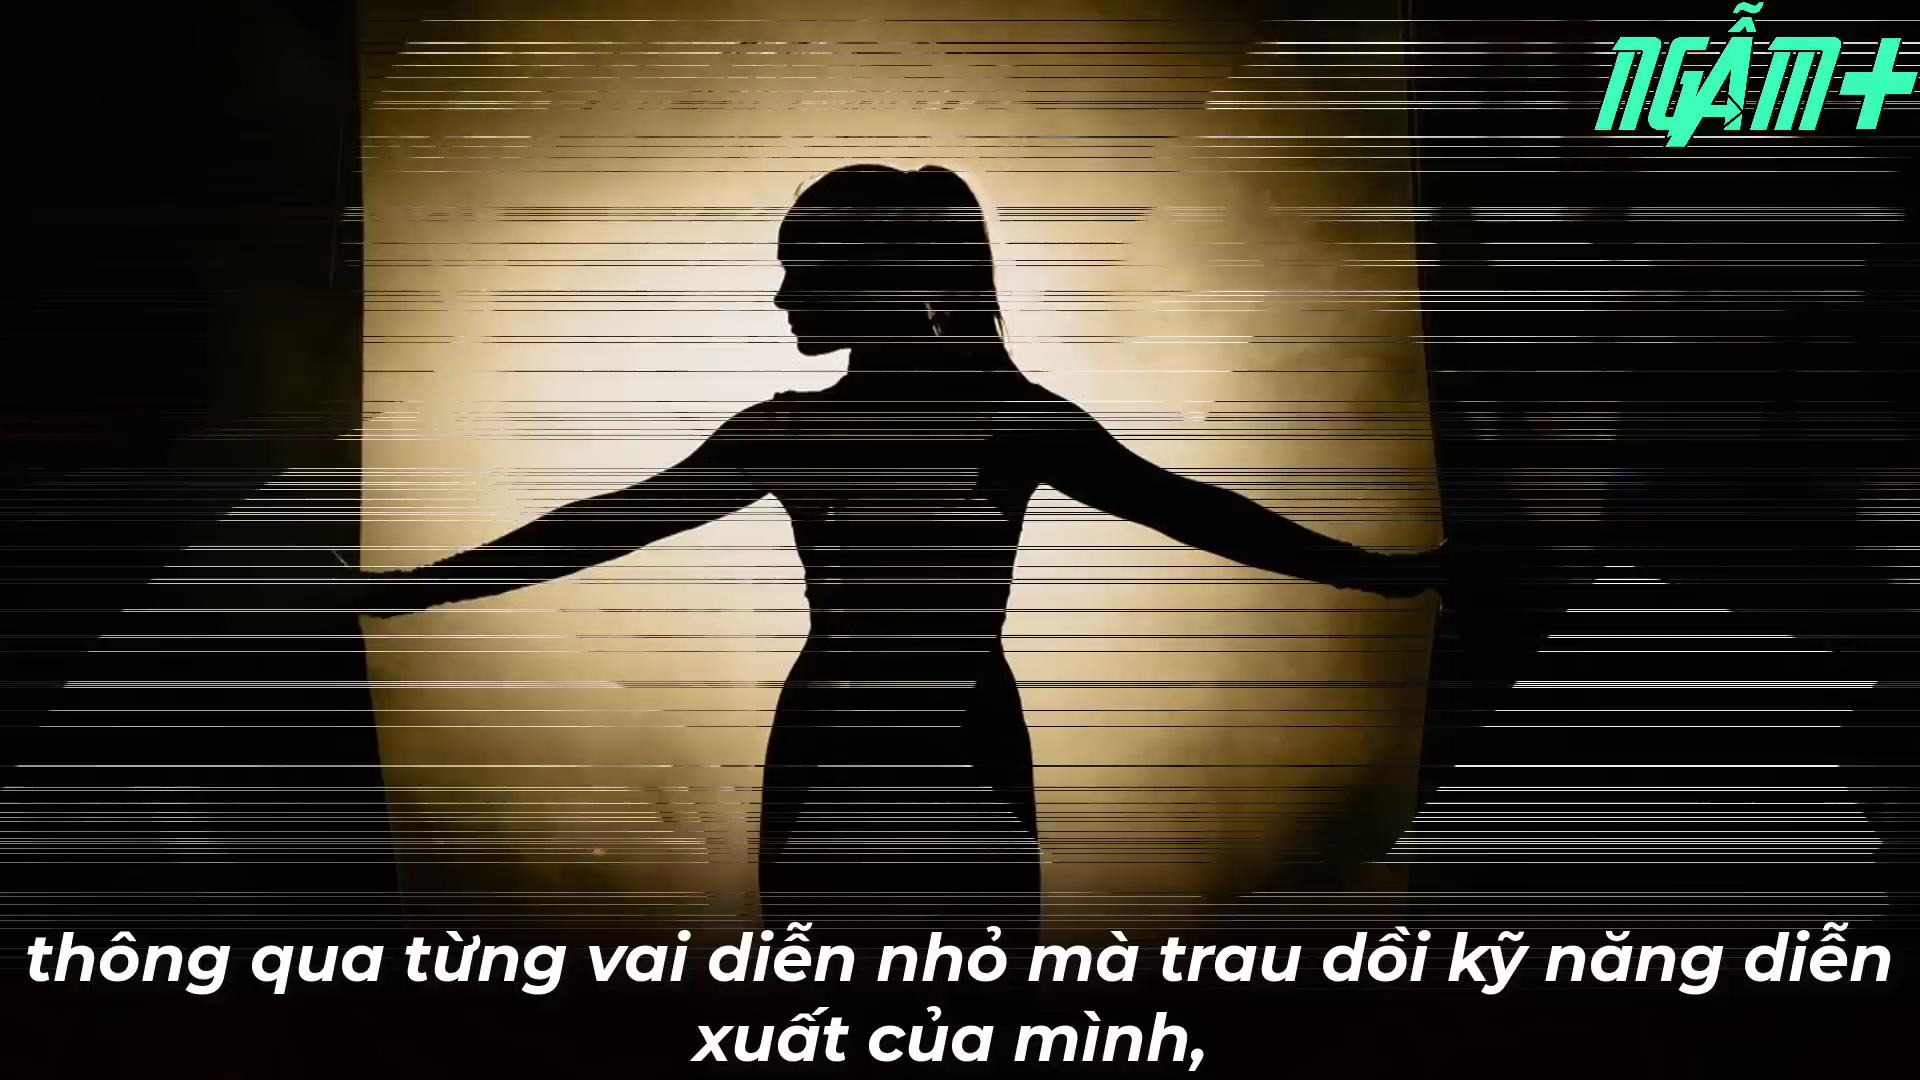 NGẪM+
thông qua từng vai diễn nhỏ mà trau dồi kỹ năng diễn
xuất của mình,